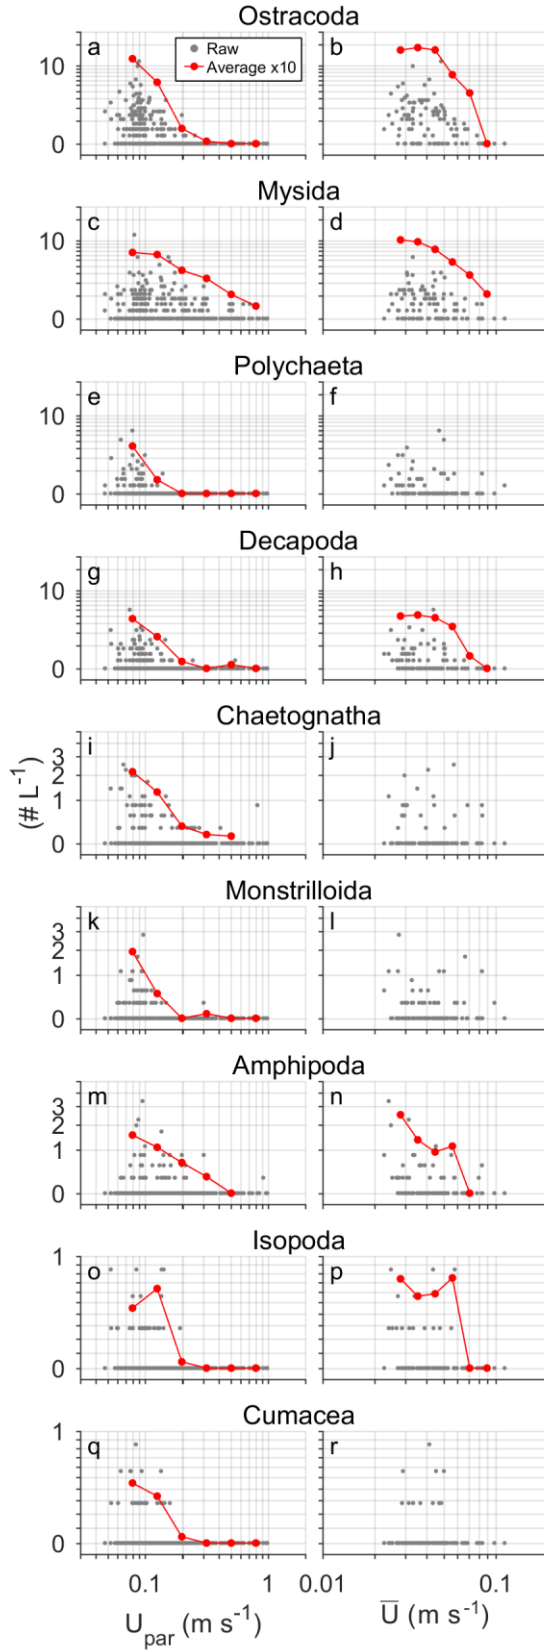 Ostracoda
a
Raw
Average x10
b
10
0
Mysida
c
d
10
0
Polychaeta
e
f
10
0
Decapoda
g
h
10
0
Chaetognatha
i
j
3
2
1
0
(# L⁻¹)
Monstrilloida
k
l
3
2
1
0
Amphipoda
m
n
3
2
1
0
Isopoda
o
p
1
0
Cumacea
q
r
1
0
0.1 1 0.01 0.1
U_par (m s⁻¹) U̅ (m s⁻¹)